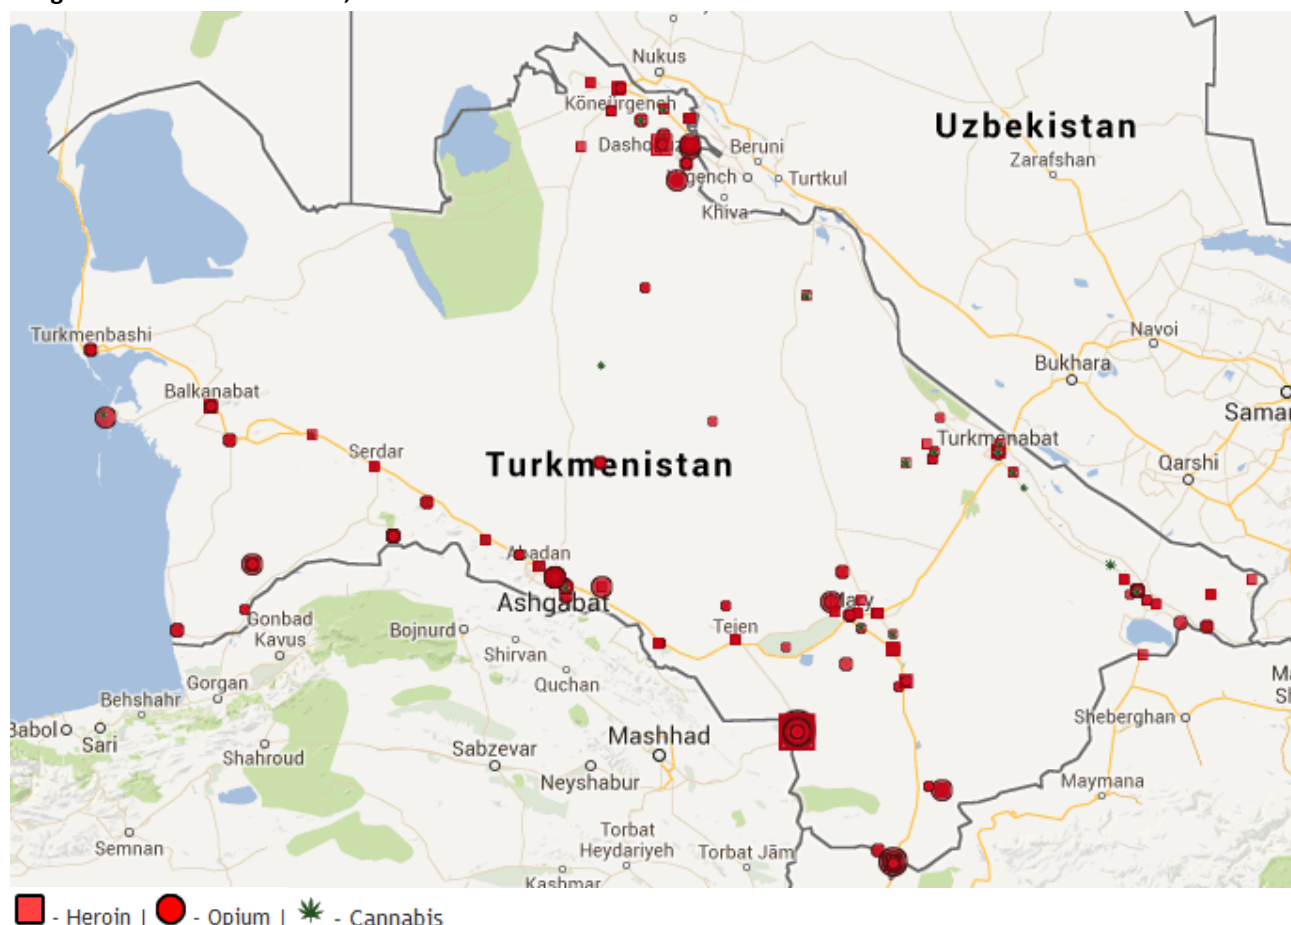 Nukus
Köneürgench
Uzbekistan
Beruni
Zarafshan
Turtkul
Khiva
Turkmenbashi
Navoi
Balkanabat
Bukhara
Samar
Turkmenabat
Serdar
Turkmenistan
Qarshi
Abadan
Ashgabat
Mary
Gonbad
Kavus
Bojnurd
Tejen
Shirvan
Quchan
Gorgan
Behshahr
Babol
Sari
Sheberghan
Mashhad
Shahroud
Sabzevar
Neyshabur
Maymana
Semnan
Torbat
Heydariyeh
Torbat Jām
Kashmar
- Heroin | - Opium | - Cannabis